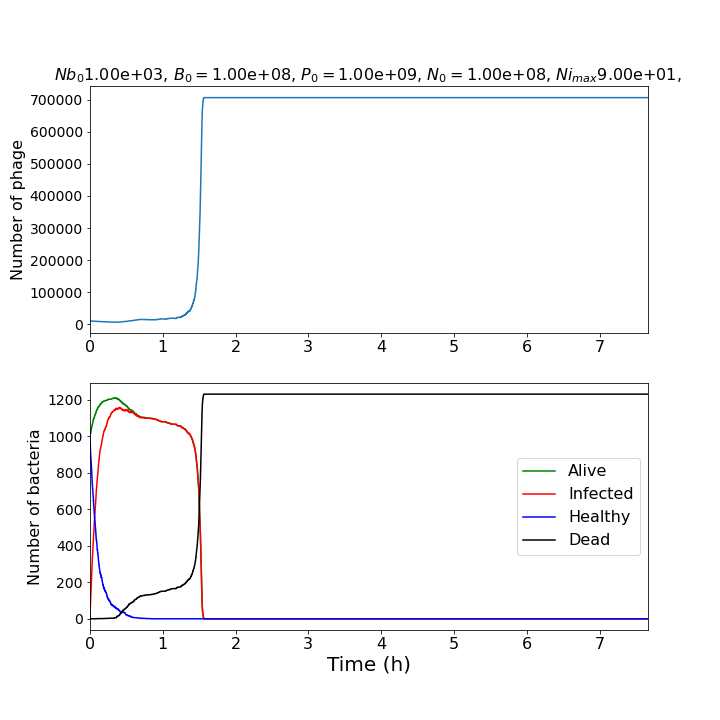 Nb₀1.00e+03, B₀ = 1.00e+08, P₀ = 1.00e+09, N₀ = 1.00e+08, Ni_max9.00e+01,
700000
600000
500000
400000
300000
200000
100000
0
Number of phage
0 1 2 3 4 5 6 7
1200
1000
800
600
400
200
0
Number of bacteria
Alive
Infected
Healthy
Dead
0 1 2 3 4 5 6 7
Time (h)